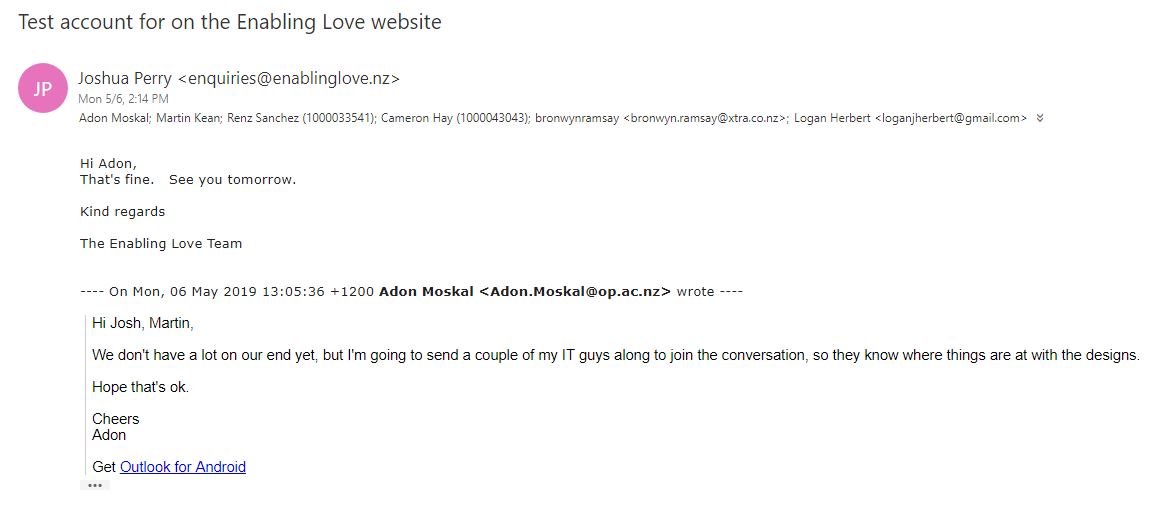 Test account for on the Enabling Love website
JP
Joshua Perry <enquiries@enablinglove.nz>
Mon 5/6, 2:14 PM
Adon Moskal; Martin Kean; Renz Sanchez (1000033541); Cameron Hay (1000043043); bronwynramsay <bronwyn.ramsay@xtra.co.nz>; Logan Herbert <loganjherbert@gmail.com>
Hi Adon,
That's fine.   See you tomorrow.
Kind regards
The Enabling Love Team
---- On Mon, 06 May 2019 13:05:36 +1200 Adon Moskal <Adon.Moskal@op.ac.nz> wrote ----
Hi Josh, Martin,
We don't have a lot on our end yet, but I'm going to send a couple of my IT guys along to join the conversation, so they know where things are at with the designs.
Hope that's ok.
Cheers
Adon
Get Outlook for Android
•••